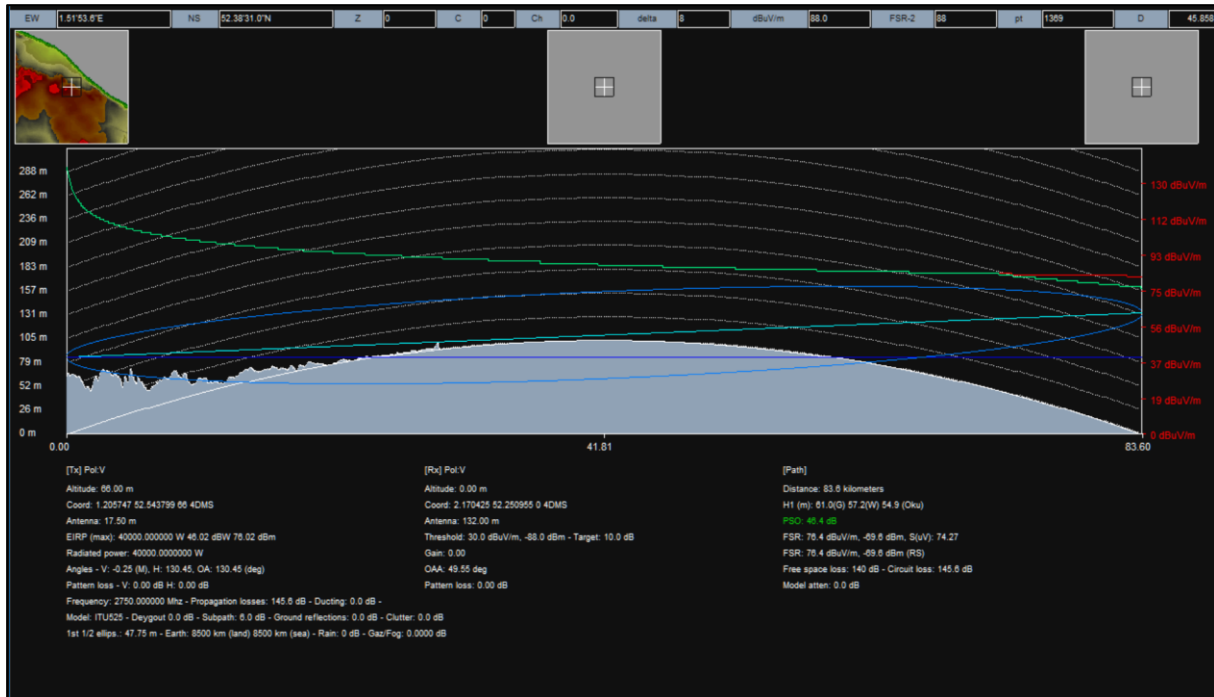 EW 1.51'53.6"E NS 52.38'31.0"N Z 0 C 0 Ch 0.0 delta 8 dBuV/m 88.0 FSR-2 88 pt 1369 D 45.858
288 m
262 m
236 m
209 m
183 m
157 m
131 m
105 m
79 m
52 m
26 m
0 m
130 dBuV/m
112 dBuV/m
93 dBuV/m
75 dBuV/m
56 dBuV/m
37 dBuV/m
19 dBuV/m
0 dBuV/m
0.00 41.81 83.60
[Tx] Pol:V
Altitude: 66.00 m
Coord: 1.205747 52.543799 66 4DMS
Antenna: 17.50 m
EIRP (max): 40000.000000 W 46.02 dBW 76.02 dBm
Radiated power: 40000.0000000 W
Angles - V: -0.25 (M), H: 130.45, OA: 130.45 (deg)
Pattern loss - V: 0.00 dB H: 0.00 dB
Frequency: 2750.000000 Mhz - Propagation losses: 145.6 dB - Ducting: 0.0 dB -
Model: ITU525 - Deygout 0.0 dB - Subpath: 6.0 dB - Ground reflections: 0.0 dB - Clutter: 0.0 dB
1st 1/2 ellips.: 47.75 m - Earth: 8500 km (land) 8500 km (sea) - Rain: 0 dB - Gaz/Fog: 0.0000 dB
[Rx] Pol:V
Altitude: 0.00 m
Coord: 2.170425 52.250955 0 4DMS
Antenna: 132.00 m
Threshold: 30.0 dBuV/m, -88.0 dBm - Target: 10.0 dB
Gain: 0.00
OAA: 49.55 deg
Pattern loss: 0.00 dB
[Path]
Distance: 83.6 kilometers
H1 (m): 61.0(G) 57.2(W) 54.9 (Oku)
PSO: 46.4 dB
FSR: 76.4 dBuV/m, -69.6 dBm, S(uV): 74.27
FSR: 76.4 dBuV/m, -69.6 dBm (RS)
Free space loss: 140 dB - Circuit loss: 145.6 dB
Model atten: 0.0 dB